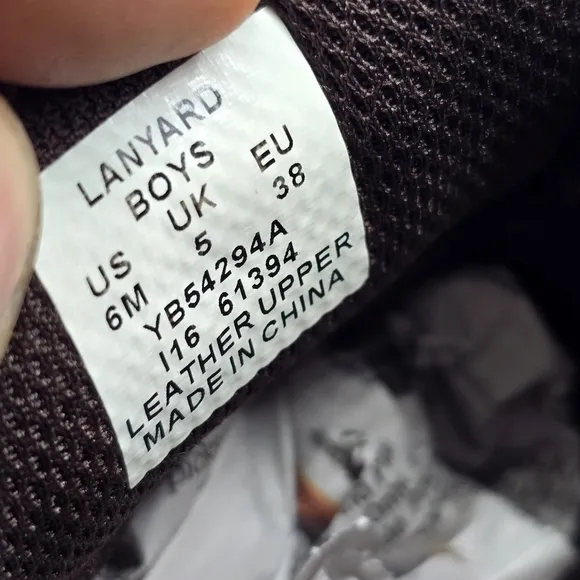 LANYARD
BOYS
US UK EU
6M 5 38
YB54294A
I16 61394
LEATHER UPPER
MADE IN CHINA